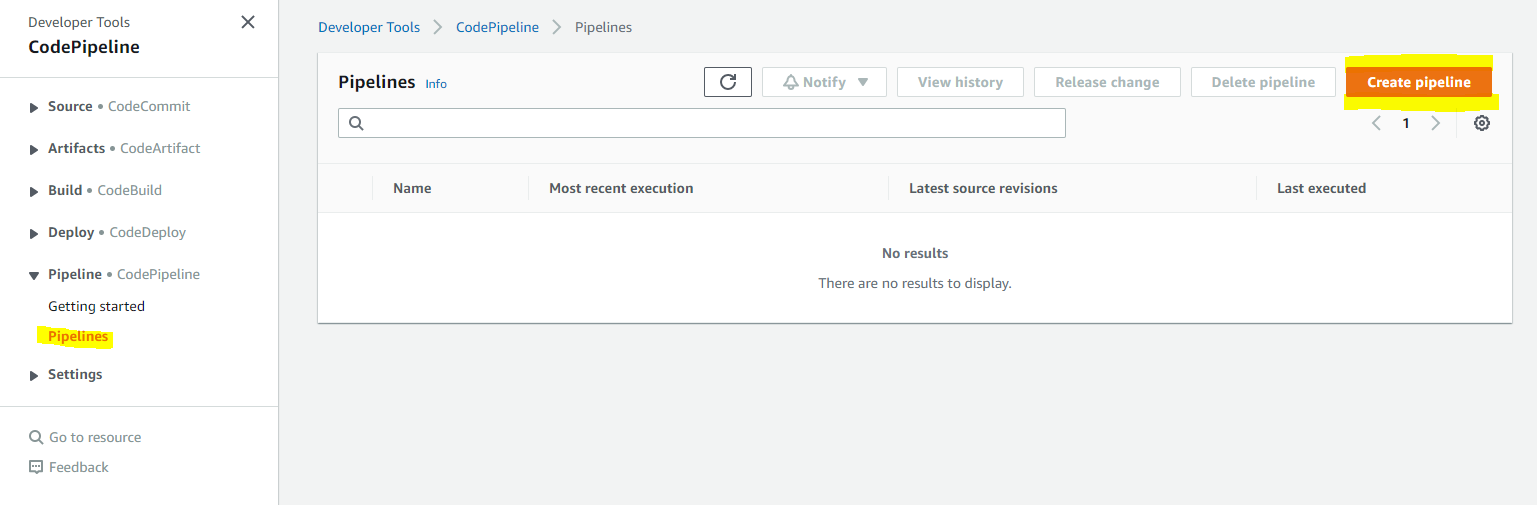 Developer Tools
CodePipeline
Source • CodeCommit
Artifacts • CodeArtifact
Build • CodeBuild
Deploy • CodeDeploy
Pipeline • CodePipeline
Getting started
Pipelines
Settings
Go to resource
Feedback
Developer Tools > CodePipeline > Pipelines
Pipelines Info Notify View history Release change Delete pipeline Create pipeline
1
Name Most recent execution Latest source revisions Last executed
No results
There are no results to display.